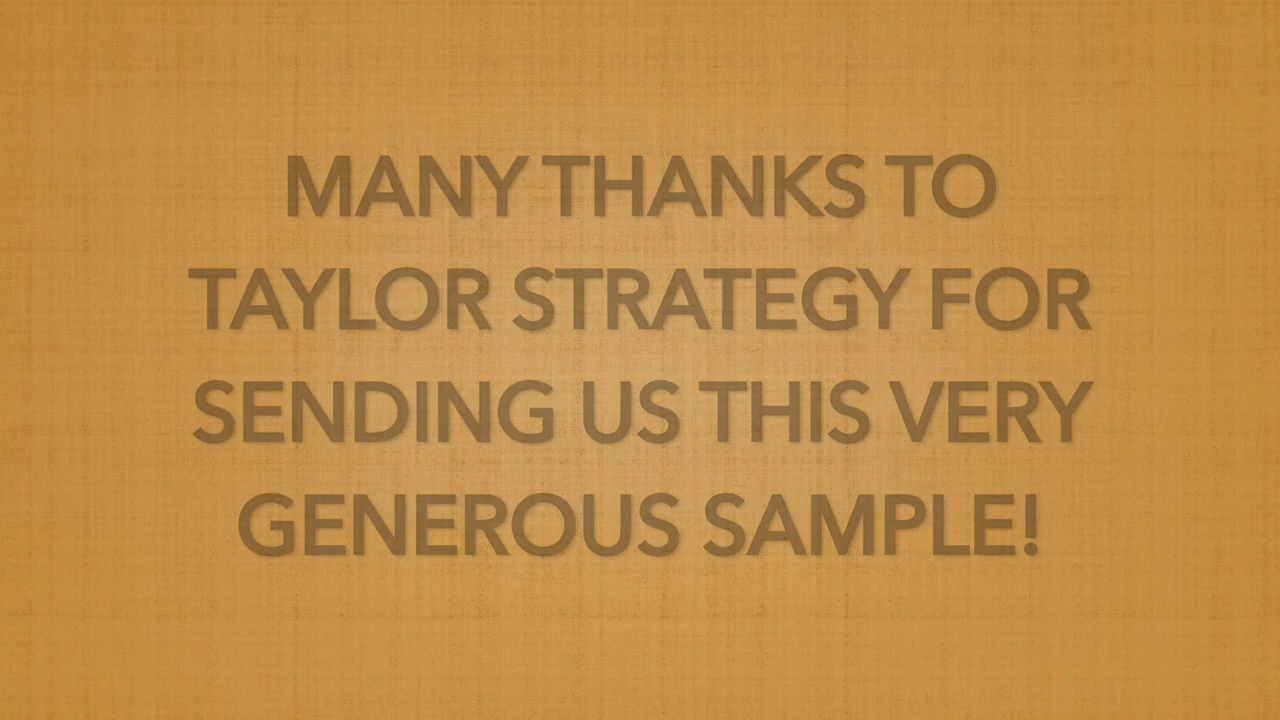 MANY THANKS TO
TAYLOR STRATEGY FOR
SENDING US THIS VERY
GENEROUS SAMPLE!